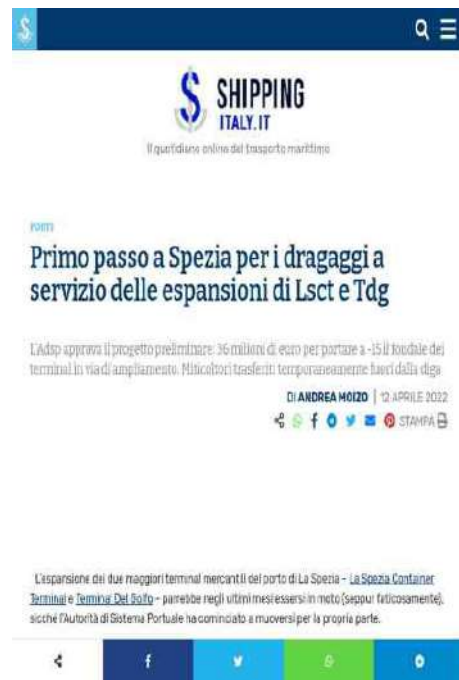 SHIPPING
ITALY.IT
Il quotidiano online del trasporto marittimo
PORTI
Primo passo a Spezia per i dragaggi a
servizio delle espansioni di Lsct e Tdg
L'Adsp approva il progetto preliminare: 36 milioni di euro per portare a -15 il fondale dei
terminal in via di ampliamento. Miticoltori trasferiti temporaneamente fuori dalla diga
DI ANDREA MOIZO | 12 APRILE 2022
STAMPA
L'espansione dei due maggiori terminal mercantili del porto di La Spezia – La Spezia Container
Terminal e Terminal Del Golfo – parrebbe negli ultimi mesi essersi in moto (seppur faticosamente),
sicché l'Autorità di Sistema Portuale ha cominciato a muoversi per la propria parte.